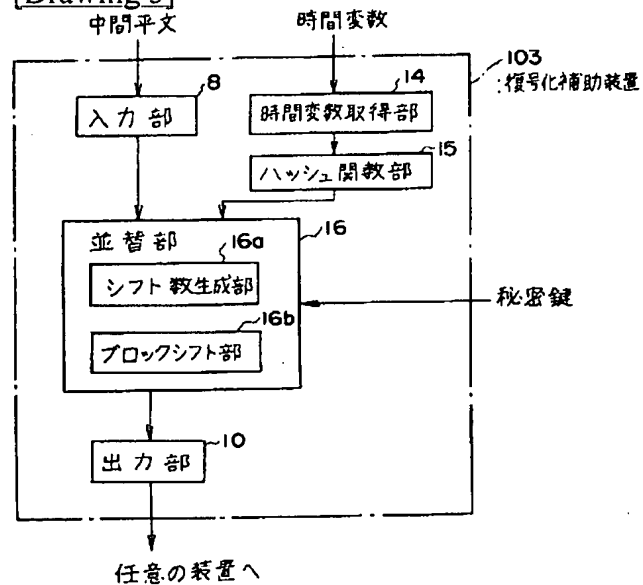 中間平文
時間変数
103
:復号化補助装置
8
入力部
14
時間変数取得部
15
ハッシュ関数部
16
並替部
16a
シフト数生成部
秘密鍵
16b
ブロックシフト部
10
出力部
任意の装置へ